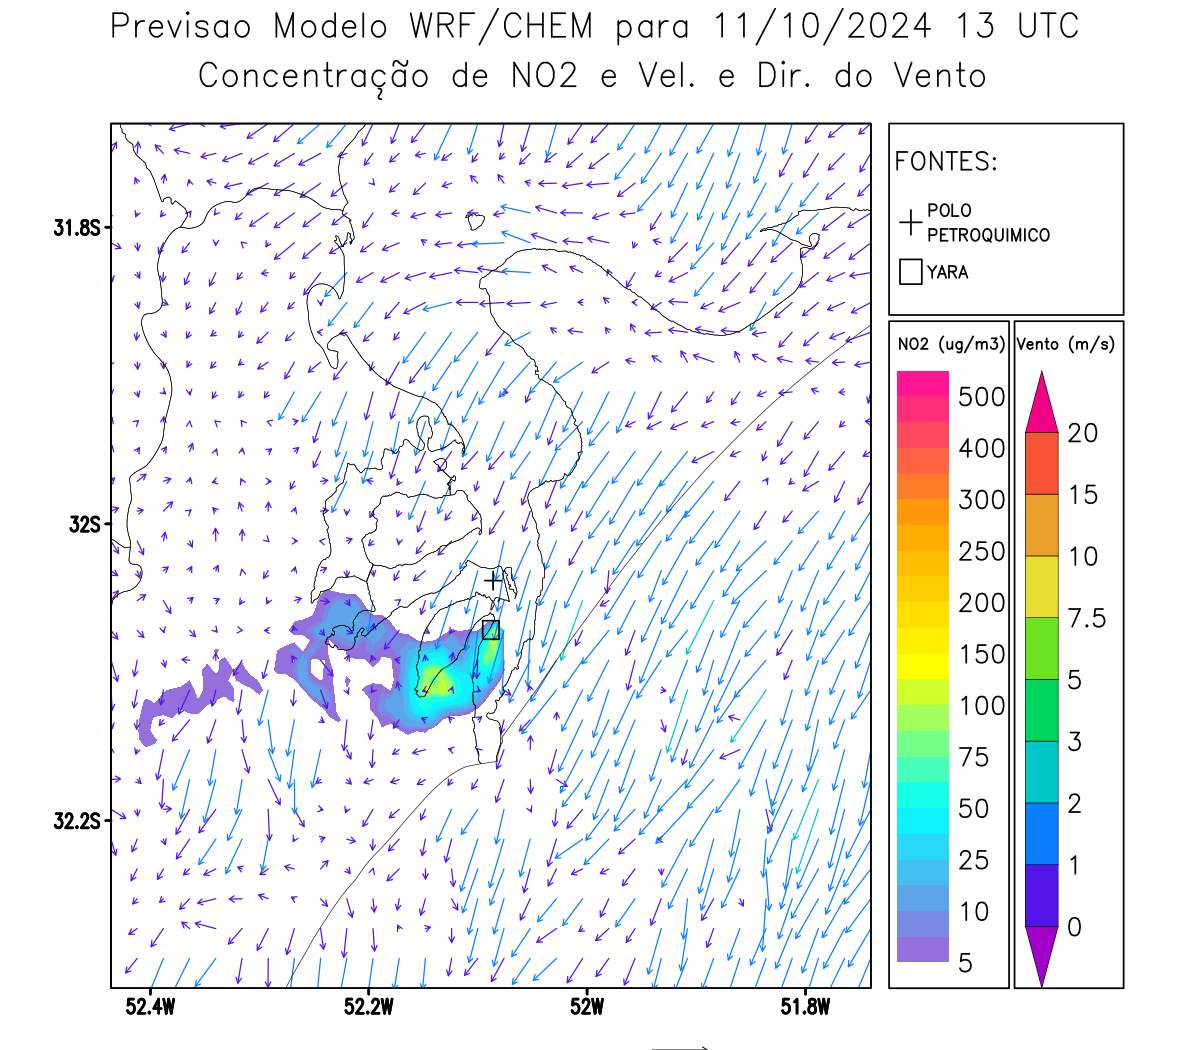 Previsao Modelo WRF/CHEM para 11/10/2024 13 UTC
Concentração de NO2 e Vel. e Dir. do Vento
FONTES:
POLO
PETROQUIMICO
YARA
NO2 (ug/m3)
500
400
300
250
200
150
100
75
50
25
10
5
Vento (m/s)
20
15
10
7.5
5
3
2
1
0
31.8S
32S
32.2S
52.4W
52.2W
52W
51.8W